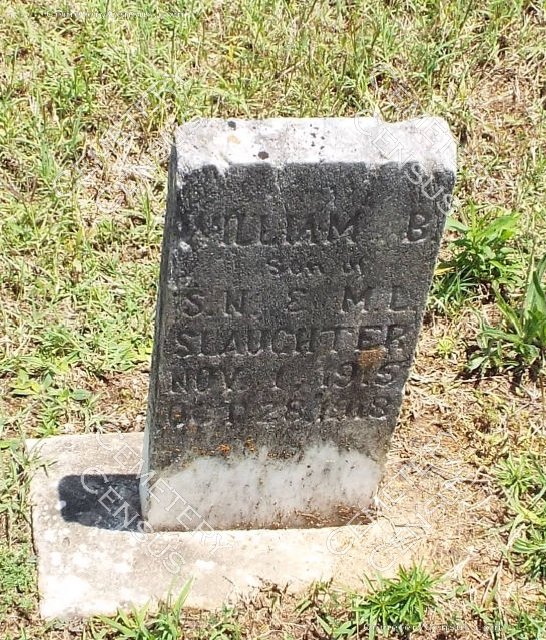 WILLIAM B.
Son of
S.N. & M.L.
SLAUGHTER
NOV. 1, 1915
OCT. 28, 1918
CEMETERY
CENSUS